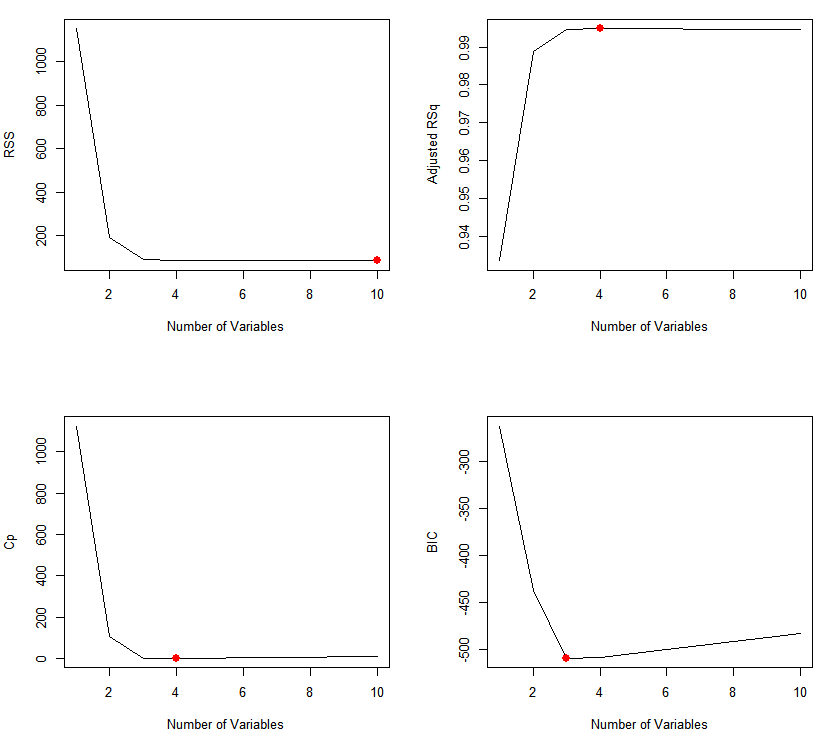 RSS
200
400
600
800
1000
2 4 6 8 10
Number of Variables
Adjusted RSq
0.94
0.95
0.96
0.97
0.98
0.99
2 4 6 8 10
Number of Variables
Cp
0
200
400
600
800
1000
2 4 6 8 10
Number of Variables
BIC
-500
-450
-400
-350
-300
2 4 6 8 10
Number of Variables